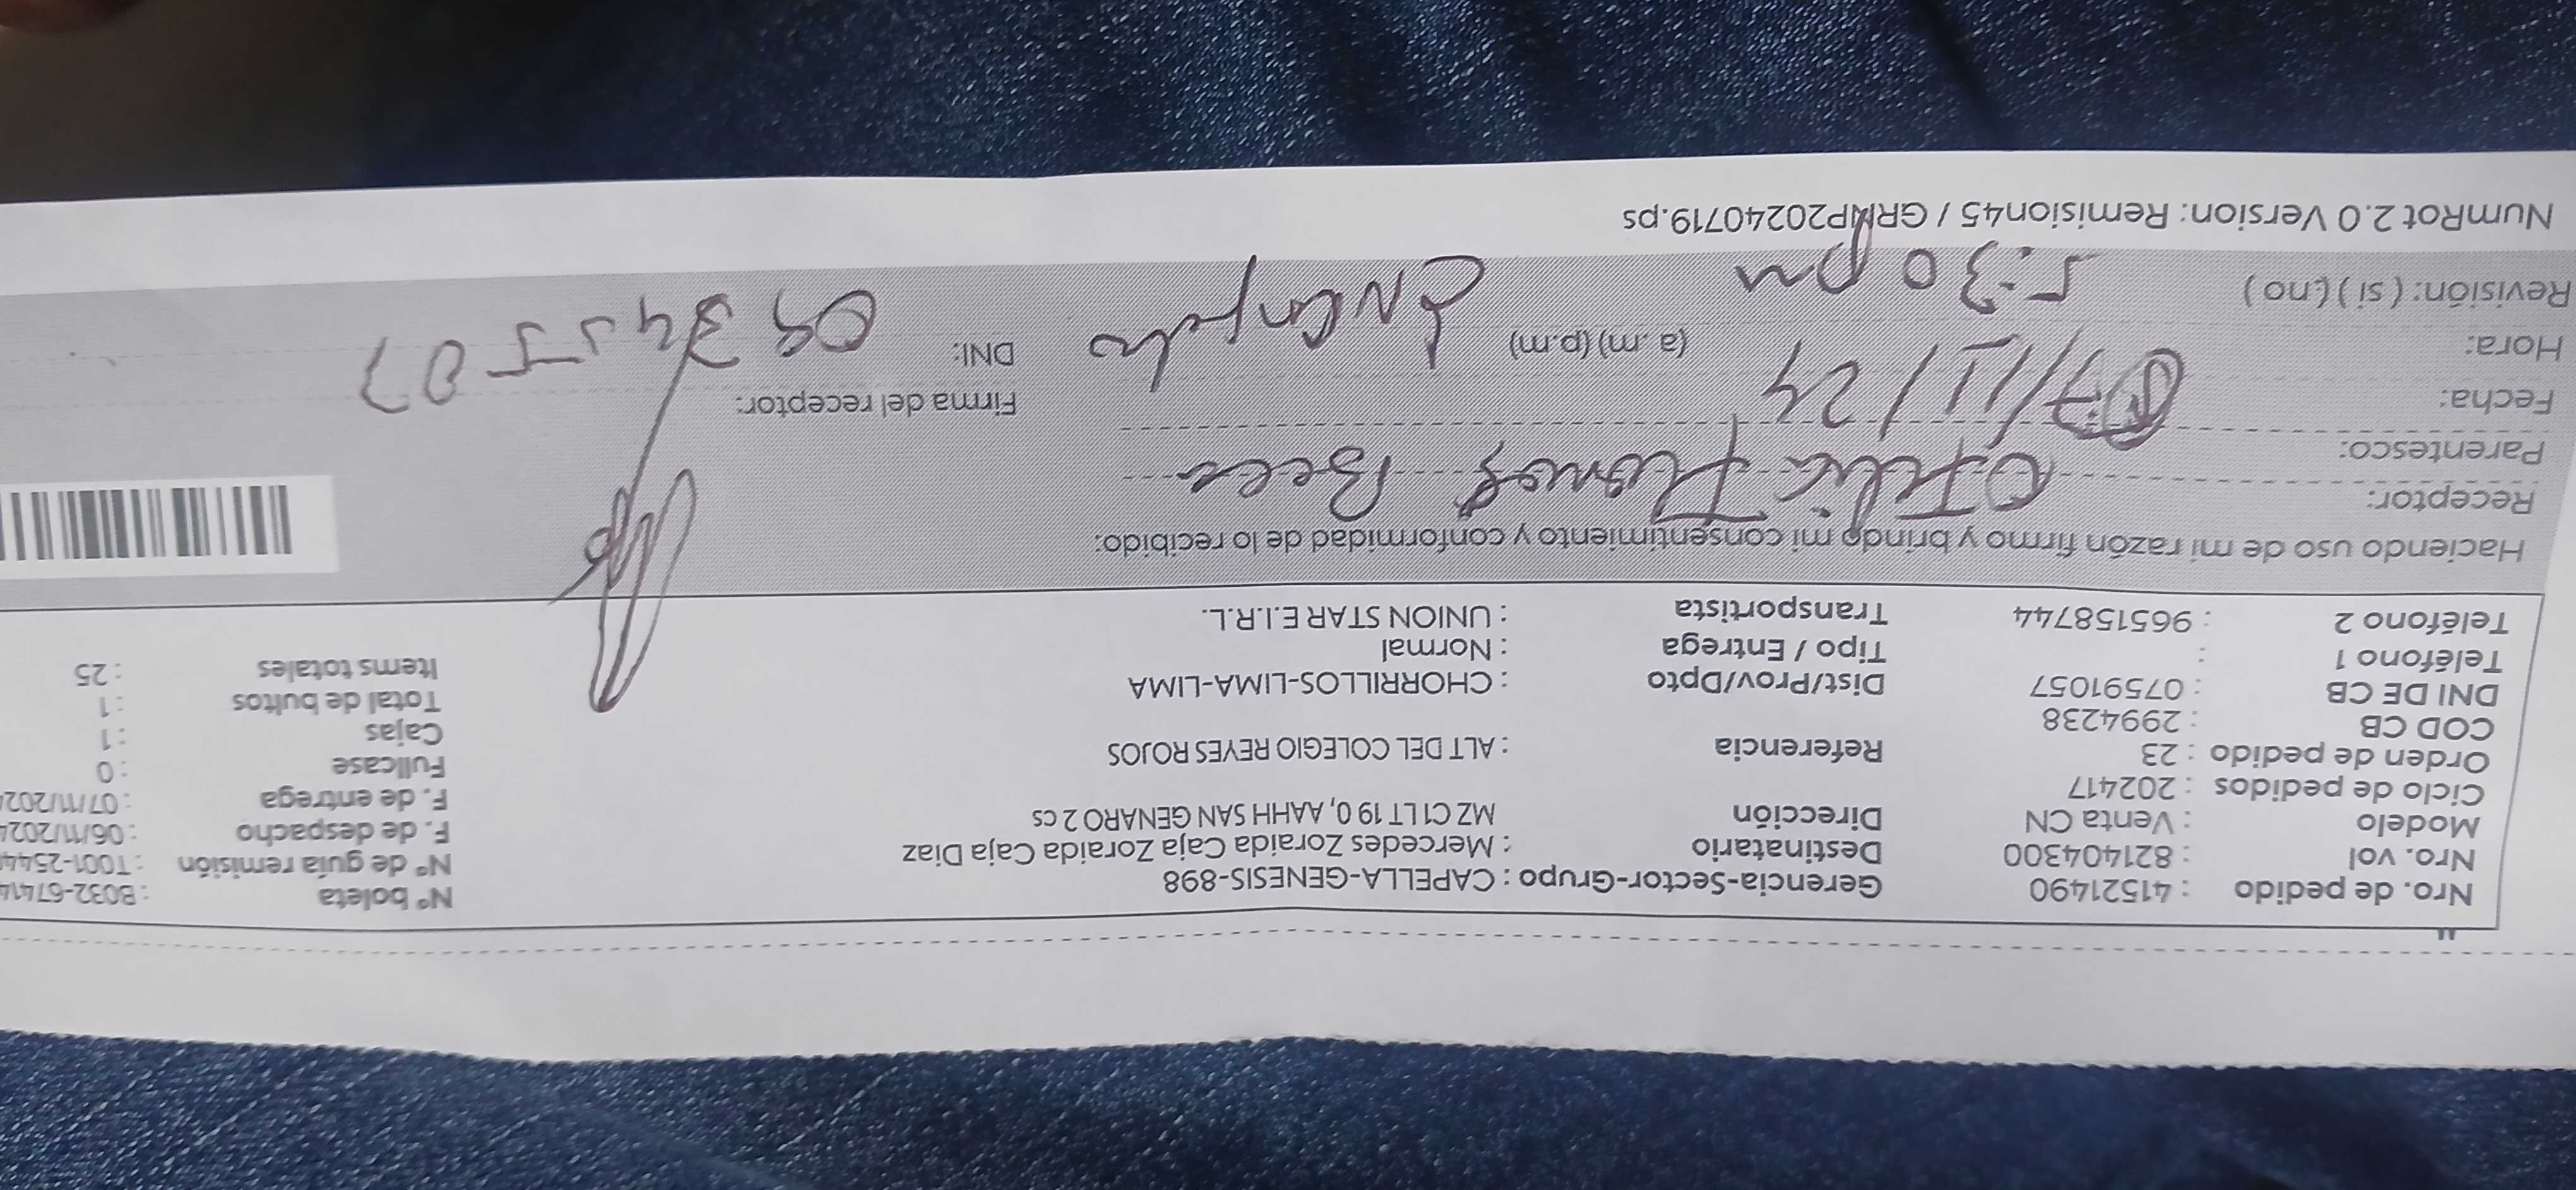 Nro. de pedido : 41521490 Gerencia-Sector-Grupo : CAPELLA-GENESIS-898 N° boleta : B032-67414
Nro. vol : 821404300 Destinatario : Mercedes Zoraida Caja Zoraida Caja Diaz N° de guía remisión : T001-2544
Modelo : Venta CN Dirección MZ C1 LT 19 0, AAHH SAN GENARO 2 cs F. de despacho : 06/11/2024
Ciclo de pedidos : 202417 F. de entrega : 07/11/202
Orden de pedido : 23 Referencia : ALT DEL COLEGIO REYES ROJOS Fullcase : 0
COD CB : 2994238 Cajas : 1
DNI DE CB : 07591057 Dist/Prov/Dpto : CHORRILLOS-LIMA-LIMA Total de bultos : 1
Teléfono 1 : Tipo / Entrega : Normal Items totales : 25
Teléfono 2 : 965158744 Transportista : UNION STAR E.I.R.L.
Haciendo uso de mi razón firmo y brindo mi consentimiento y conformidad de lo recibido:
Receptor: Ofelia Flores
Parentesco:
Fecha: 07/11/24 Firma del receptor:
Hora: (a .m) (p.m) DNI:
Revisión: ( si ) ( no ) 5:30 pm
NumRot 2.0 Version: Remision45 / GRNP20240719.ps